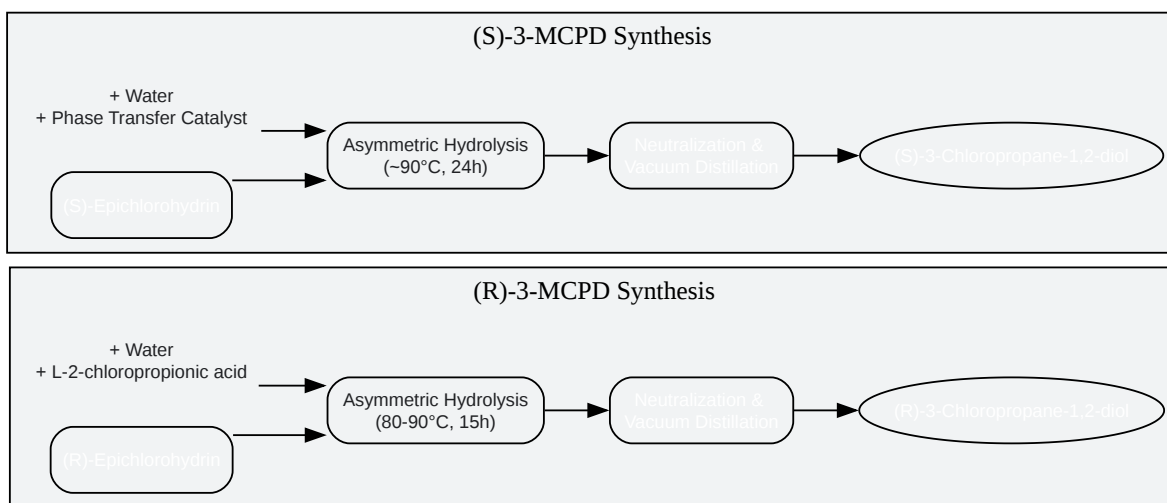 (S)-3-MCPD Synthesis
+ Water
+ Phase Transfer Catalyst
Asymmetric Hydrolysis
(~90°C, 24h)
Neutralization &
Vacuum Distillation
(S)-3-Chloropropane-1,2-diol
(S)-Epichlorohydrin
(R)-3-MCPD Synthesis
+ Water
+ L-2-chloropropionic acid
Asymmetric Hydrolysis
(80-90°C, 15h)
Neutralization &
Vacuum Distillation
(R)-3-Chloropropane-1,2-diol
(R)-Epichlorohydrin